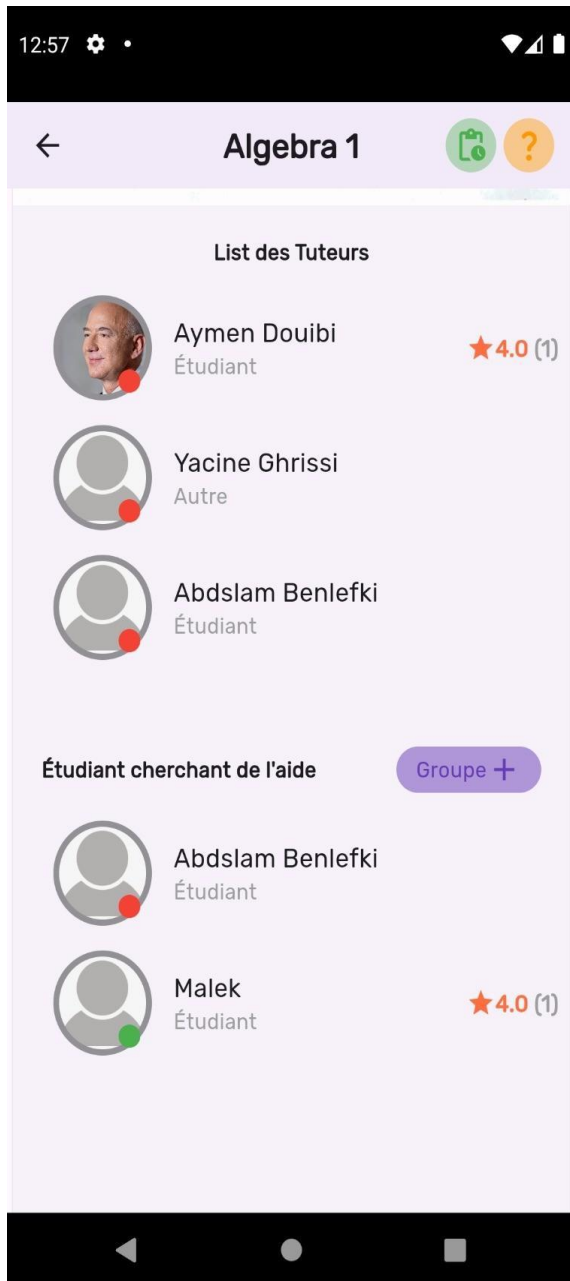 12:57
Algebra 1
?
List des Tuteurs
Aymen Douibi
Étudiant
4.0 (1)
Yacine Ghrissi
Autre
Abdslam Benlefki
Étudiant
Étudiant cherchant de l'aide
Groupe +
Abdslam Benlefki
Étudiant
Malek
Étudiant
4.0 (1)